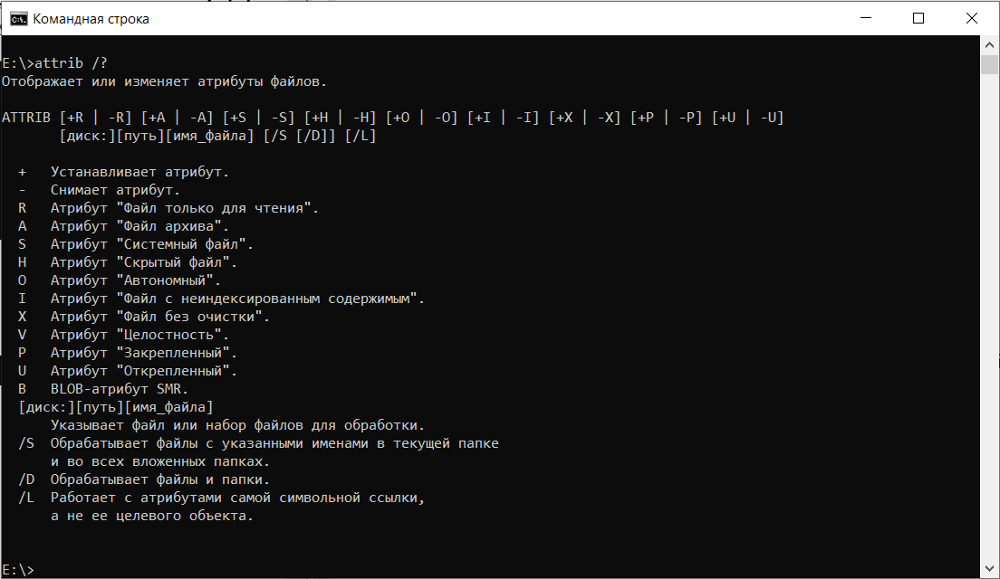 Командная строка
E:\>attrib /?
Отображает или изменяет атрибуты файлов.
ATTRIB [+R | -R] [+A | -A] [+S | -S] [+H | -H] [+O | -O] [+I | -I] [+X | -X] [+P | -P] [+U | -U]
[диск:][путь][имя_файла] [/S [/D]] [/L]
+ Устанавливает атрибут.
- Снимает атрибут.
R Атрибут "Файл только для чтения".
A Атрибут "Файл архива".
S Атрибут "Системный файл".
H Атрибут "Скрытый файл".
O Атрибут "Автономный".
I Атрибут "Файл с неиндексированным содержимым".
X Атрибут "Файл без очистки".
V Атрибут "Целостность".
P Атрибут "Закрепленный".
U Атрибут "Открепленный".
B BLOB-атрибут SMR.
[диск:][путь][имя_файла]
Указывает файл или набор файлов для обработки.
/S Обрабатывает файлы с указанными именами в текущей папке
и во всех вложенных папках.
/D Обрабатывает файлы и папки.
/L Работает с атрибутами самой символьной ссылки,
а не ее целевого объекта.
E:\>